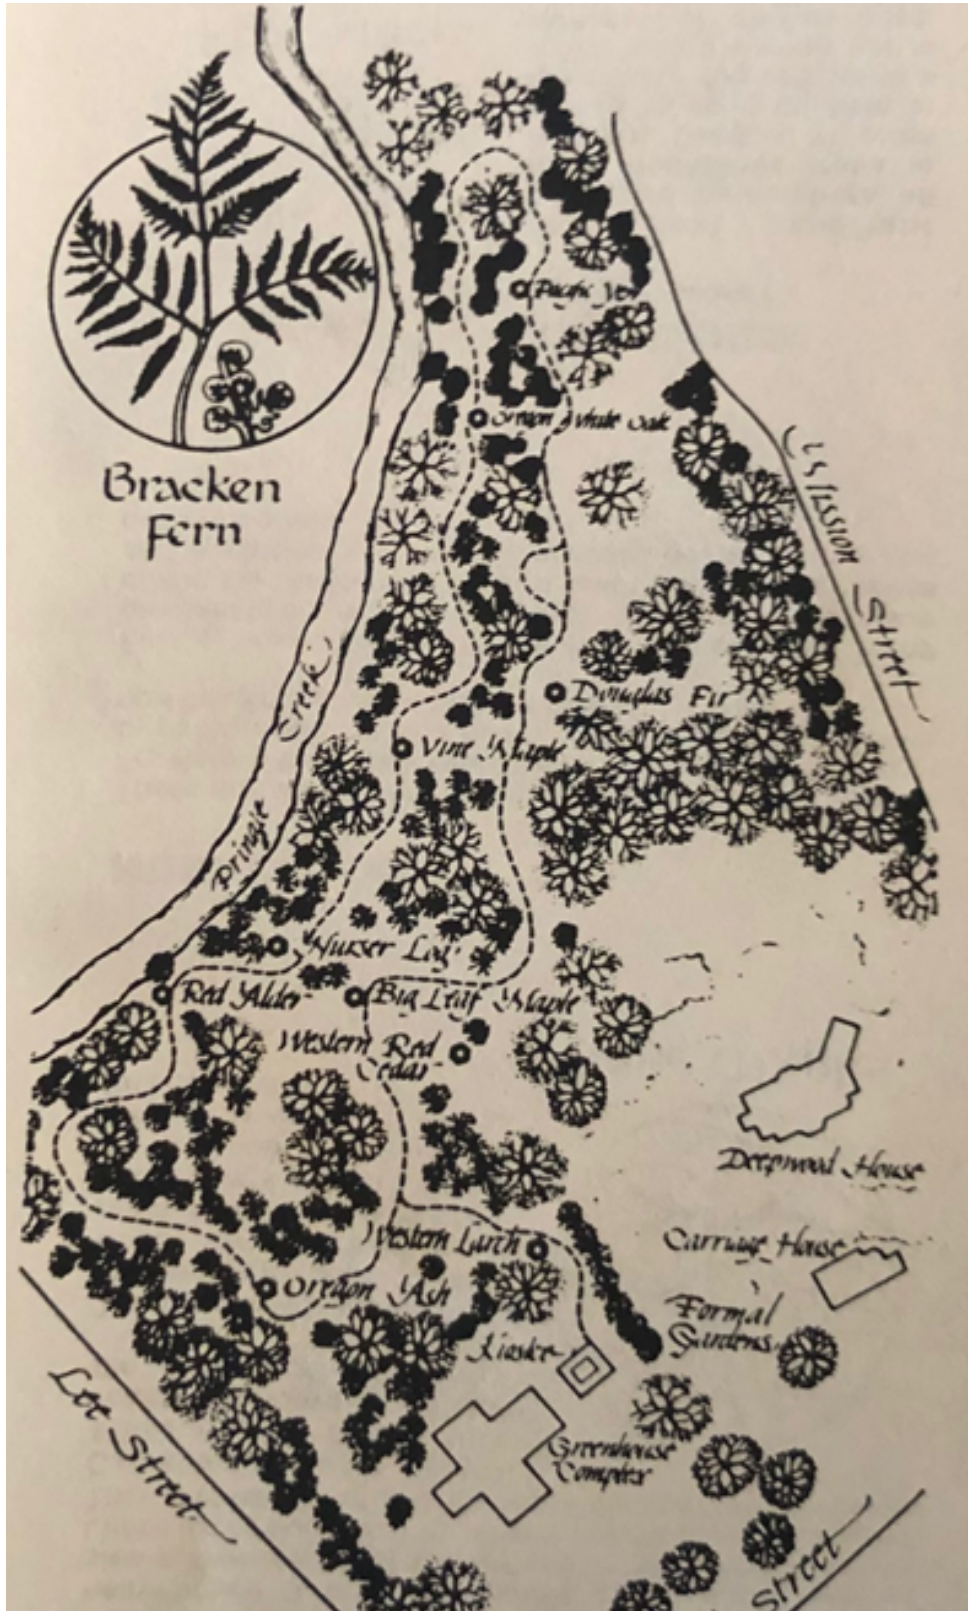 Bracken
Fern
Pacific Yew
Oregon White Oak
Mission Street
Douglas Fir
Vine Maple
Pringle Creek
Nurser Log
Red Alder
Big Leaf Maple
Western Red
Cedar
Deepwood House
Western Larch
Carriage House
Oregon Ash
Formal
Gardens
Kiosk
Greenhouse
Complex
Lee Street
Street